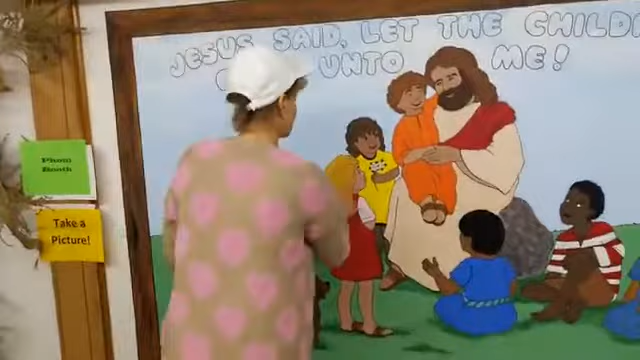 JESUS SAID, LET THE CHILD
UNTO ME!
Photo
Booth
Take a
Picture!